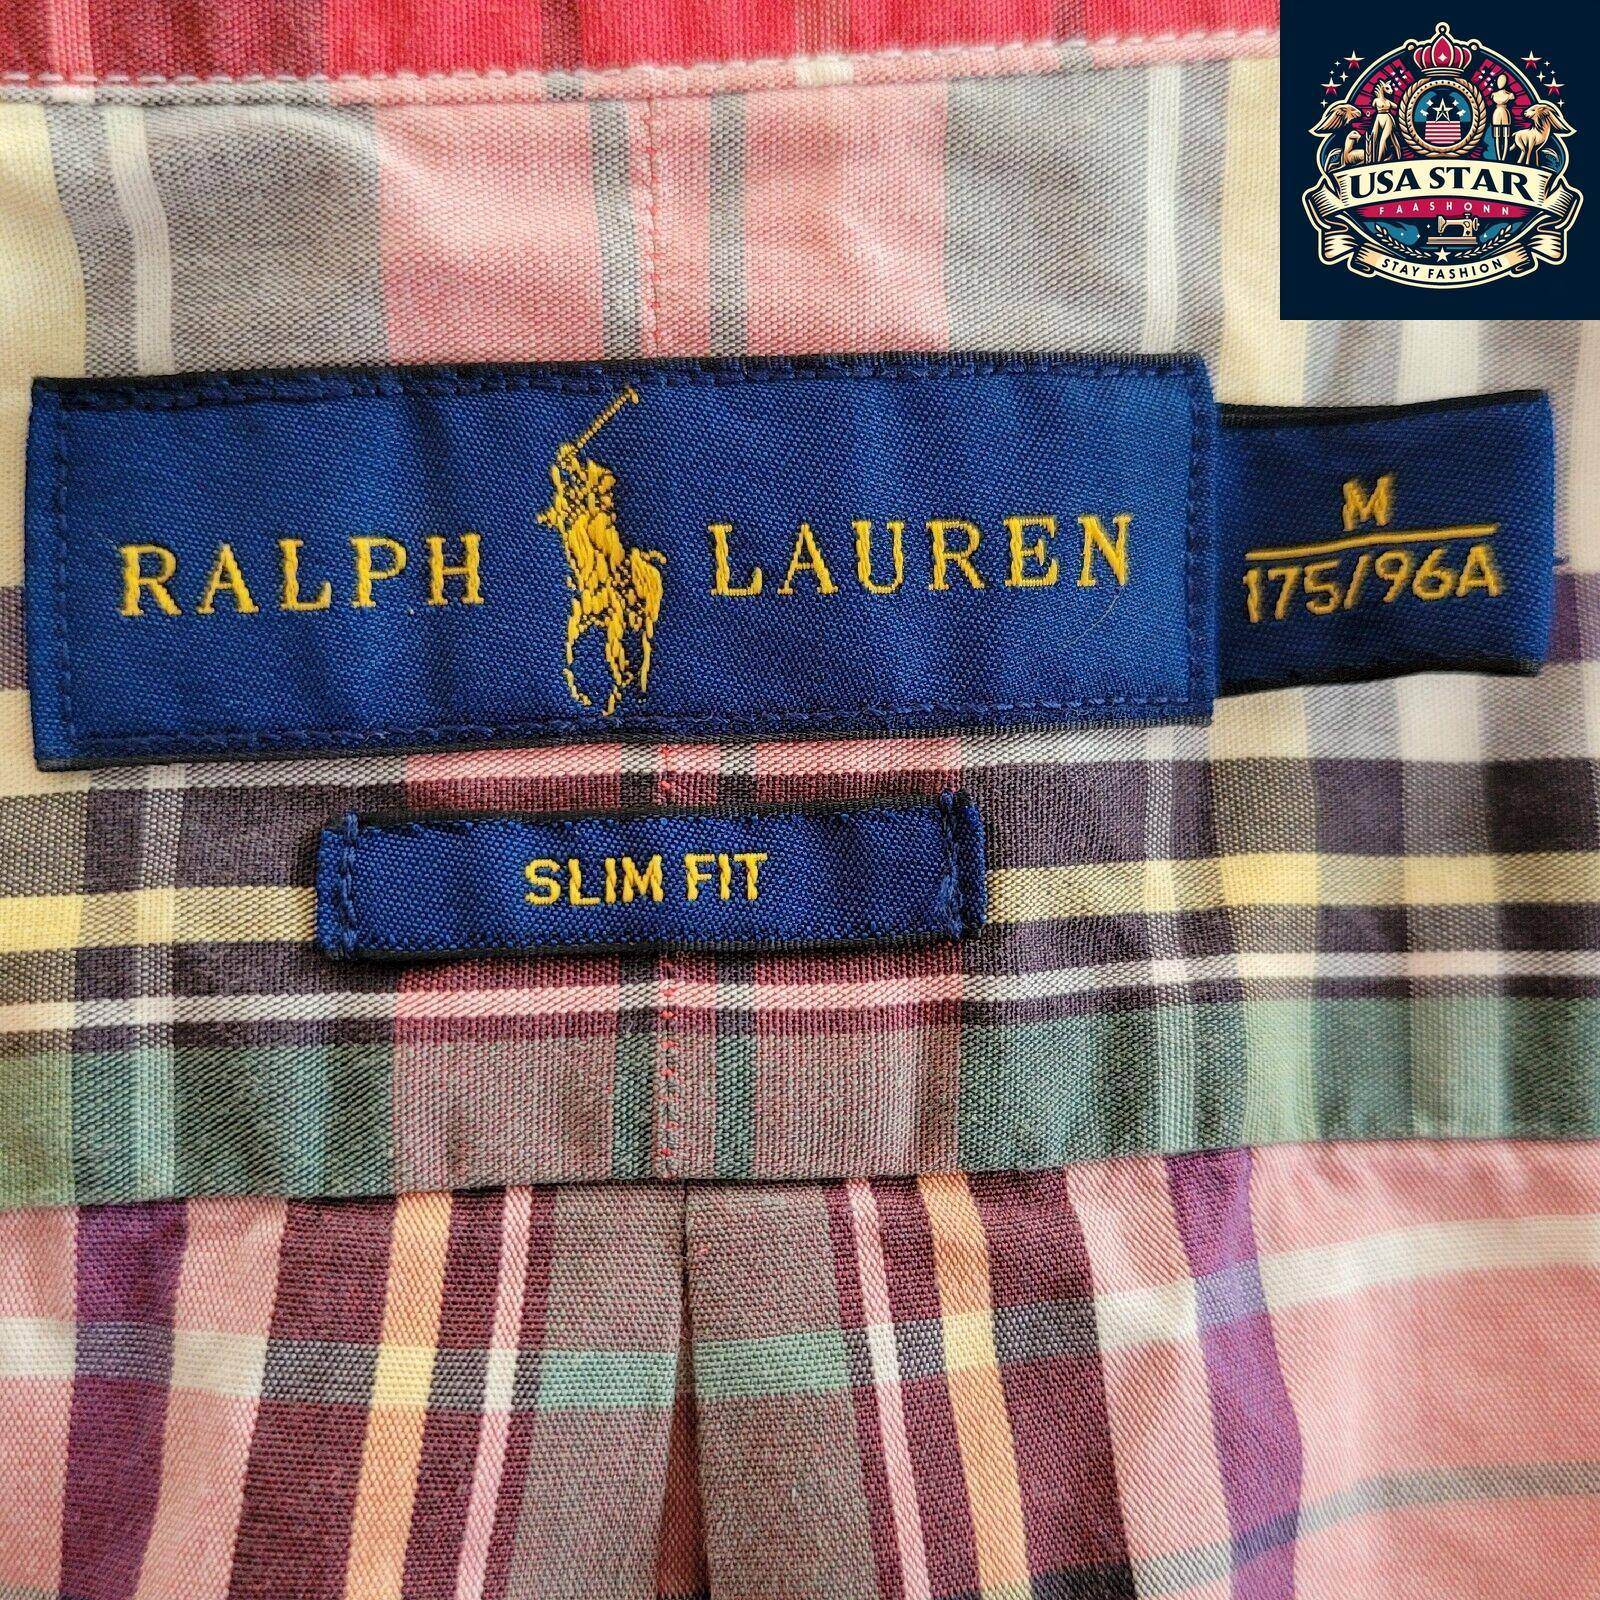 USA STAR
FAASHONN
STAY FASHION
RALPH LAUREN
M
175/96A
SLIM FIT